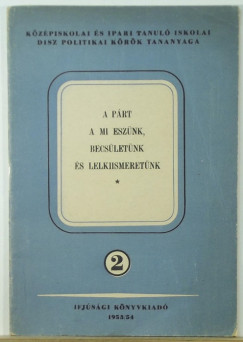 KÖZÉPISKOLAI ÉS IPARI TANULÓ ISKOLAI
DISZ POLITIKAI KÖRÖK TANANYAGA
A PÁRT
A MI ESZÜNK,
BECSÜLETÜNK
ÉS LELKIISMERETÜNK
*
2
IFJÚSÁGI KÖNYVKIADÓ
1953/54